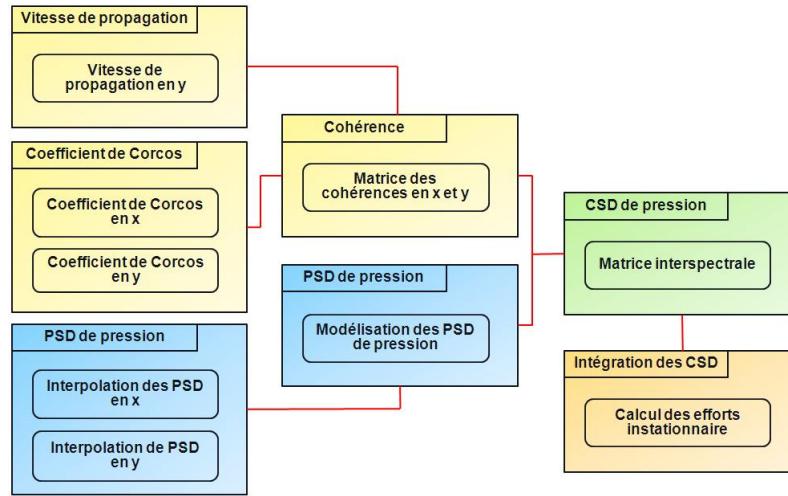 Vitesse de propagation
Vitesse de
propagation en y
Coefficient de Corcos
Coefficient de Corcos
en x
Coefficient de Corcos
en y
PSD de pression
Interpolation des PSD
en x
Interpolation de PSD
en y
Cohérence
Matrice des
cohérences en x et y
PSD de pression
Modélisation des PSD
de pression
CSD de pression
Matrice interspectrale
Intégration des CSD
Calcul des efforts
instationnaire